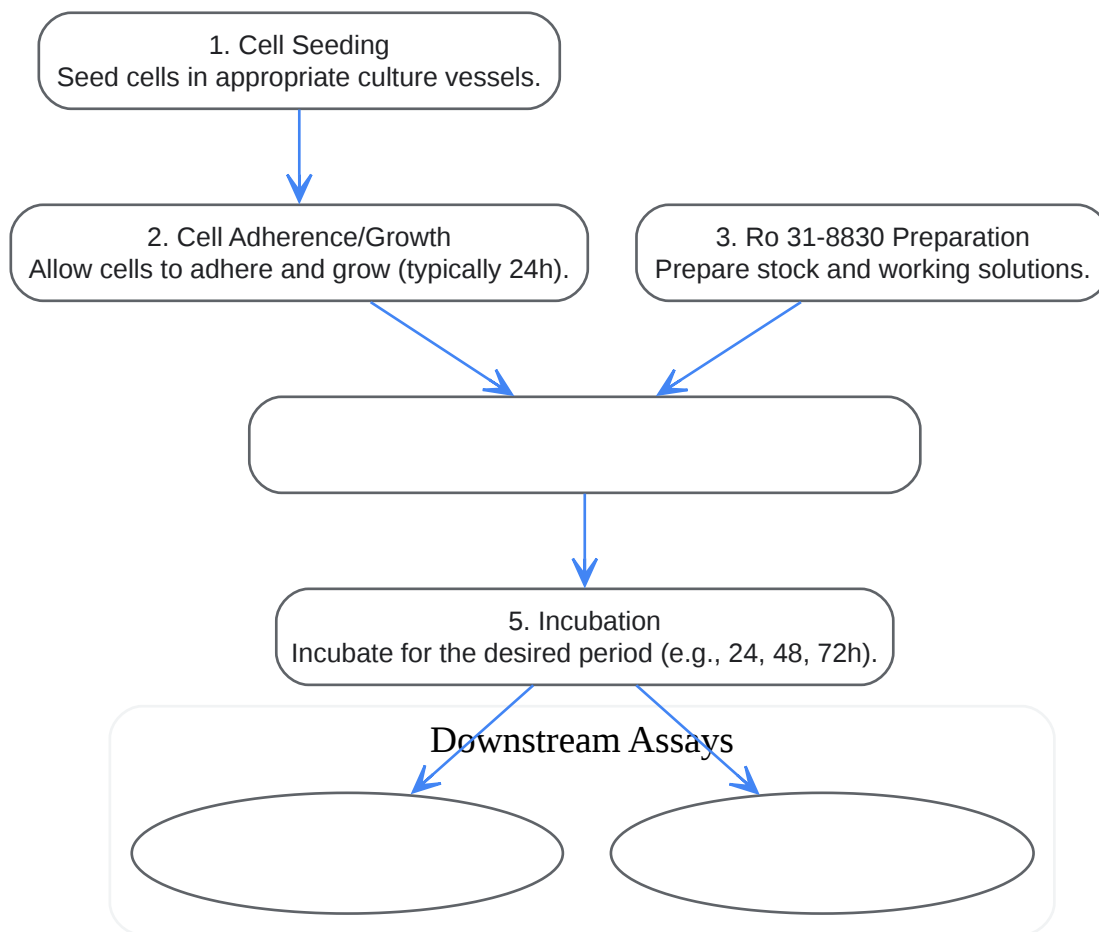 1. Cell Seeding
Seed cells in appropriate culture vessels.
2. Cell Adherence/Growth
Allow cells to adhere and grow (typically 24h).
3. Ro 31-8830 Preparation
Prepare stock and working solutions.
5. Incubation
Incubate for the desired period (e.g., 24, 48, 72h).
Downstream Assays